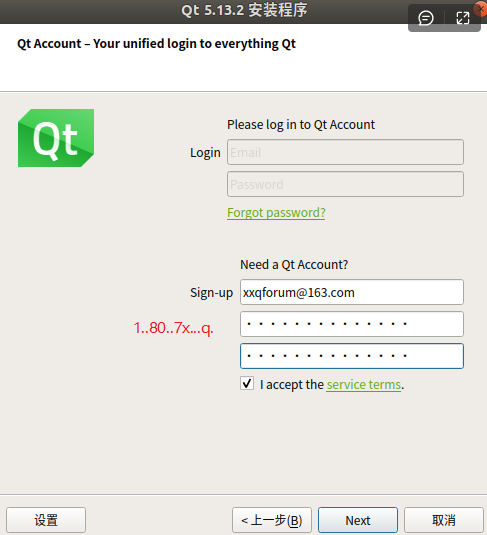 Qt 5.13.2 安装程序
Qt Account – Your unified login to everything Qt
Qt
Please log in to Qt Account
Login Email
Password
Forgot password?
Need a Qt Account?
Sign-up xxqforum@163.com
1..80..7x...q.
I accept the service terms.
设置 < 上一步(B) Next 取消